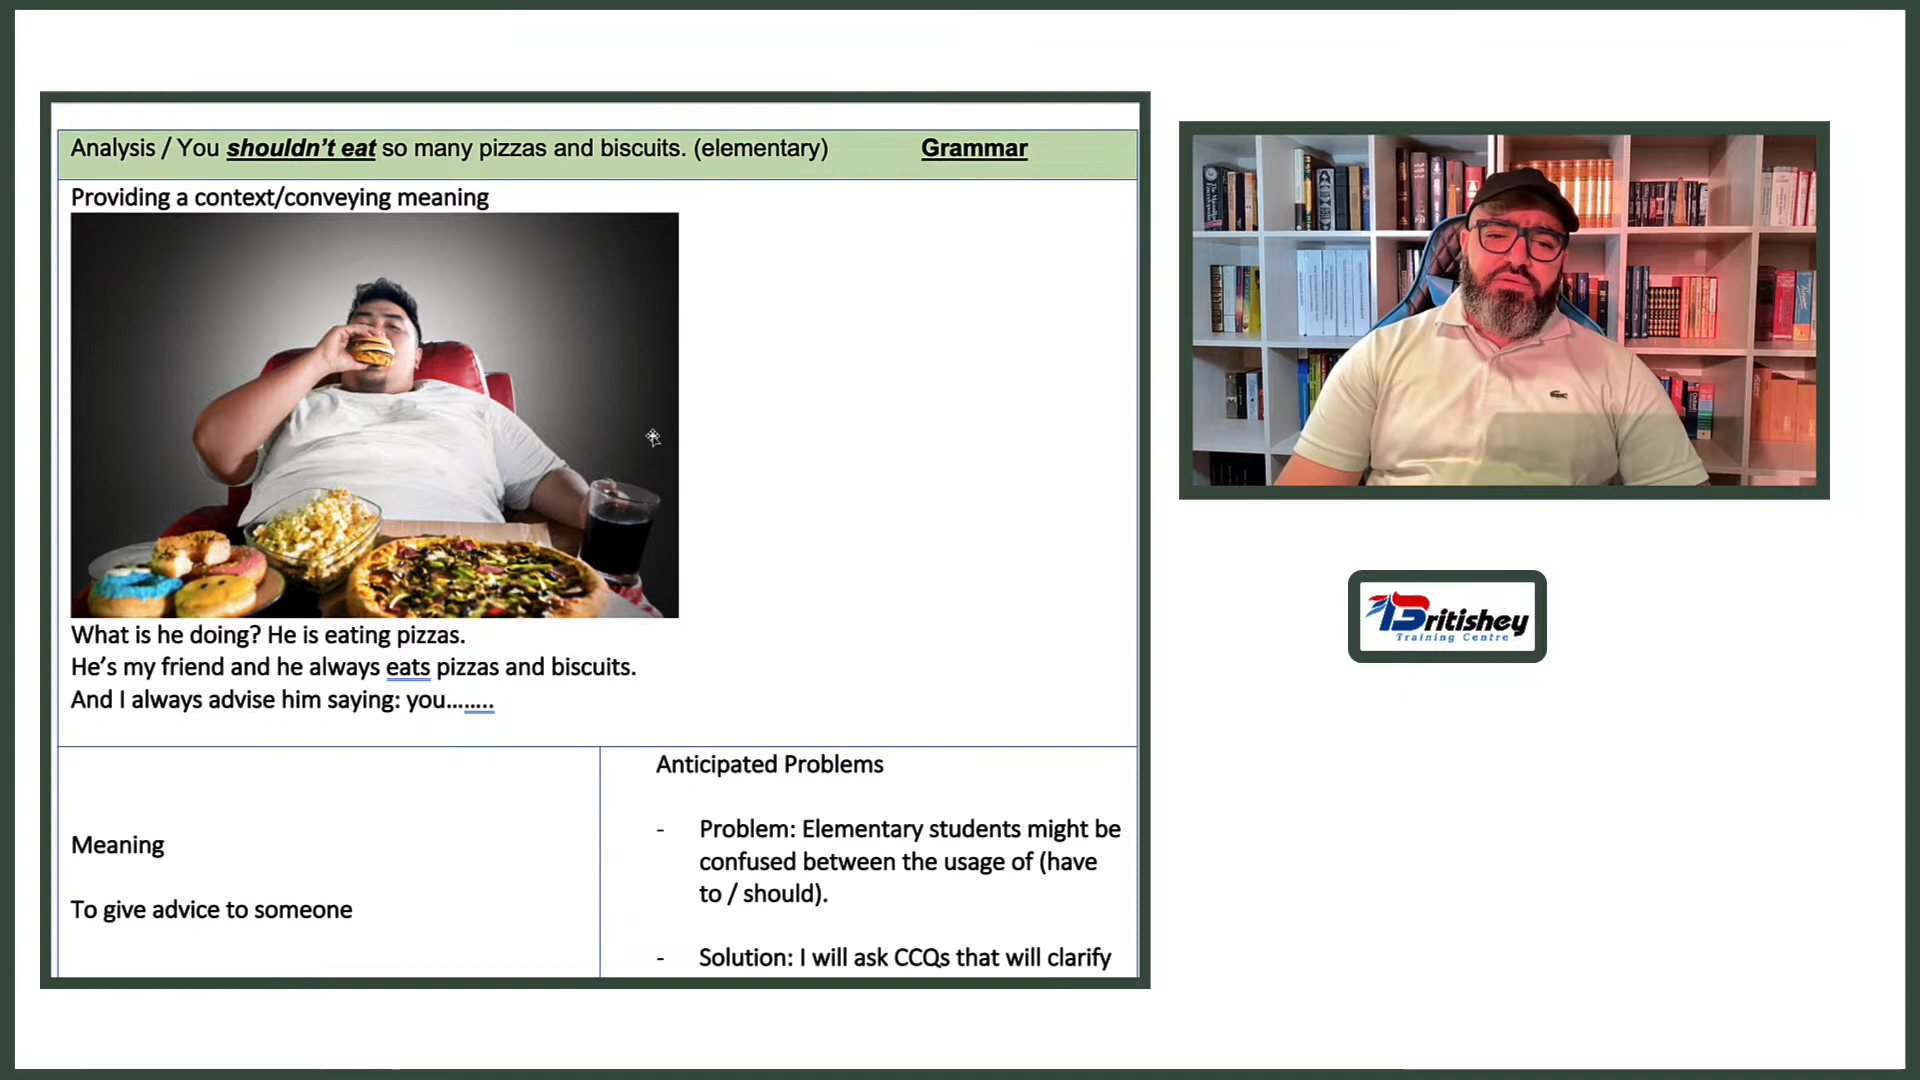 Analysis / You shouldn’t eat so many pizzas and biscuits. (elementary) Grammar
Providing a context/conveying meaning
What is he doing? He is eating pizzas.
He’s my friend and he always eats pizzas and biscuits.
And I always advise him saying: you........
Meaning
To give advice to someone
Anticipated Problems
- Problem: Elementary students might be
confused between the usage of (have
to / should).
- Solution: I will ask CCQs that will clarify
Britishey
Training Centre